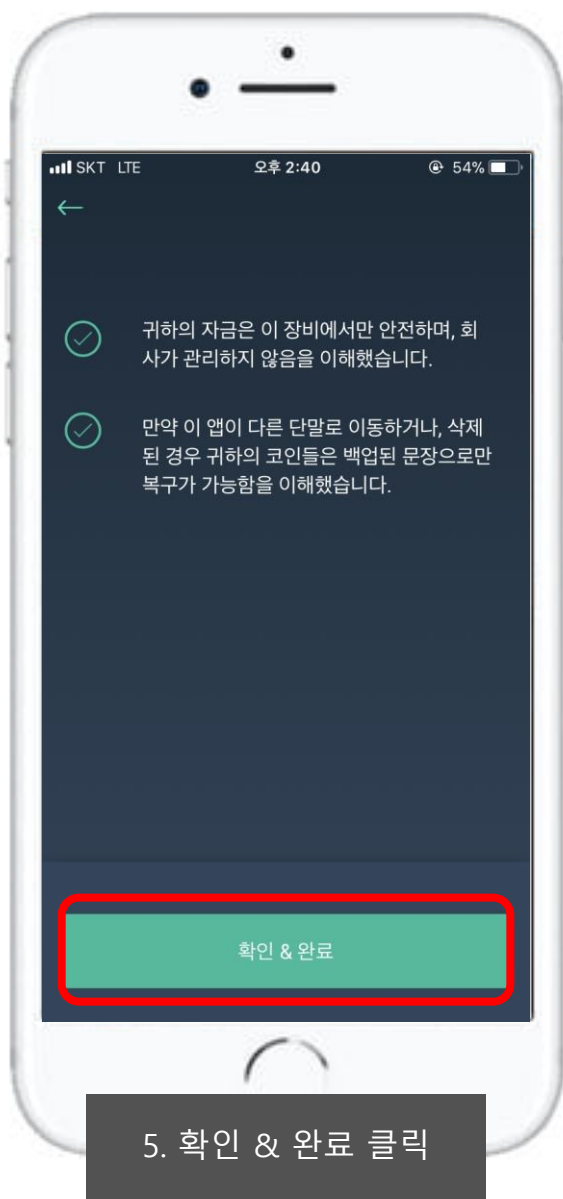 SKT LTE 오후 2:40 54%
귀하의 자금은 이 장비에서만 안전하며, 회
사가 관리하지 않음을 이해했습니다.
만약 이 앱이 다른 단말로 이동하거나, 삭제
된 경우 귀하의 코인들은 백업된 문장으로만
복구가 가능함을 이해했습니다.
확인 & 완료
5. 확인 & 완료 클릭